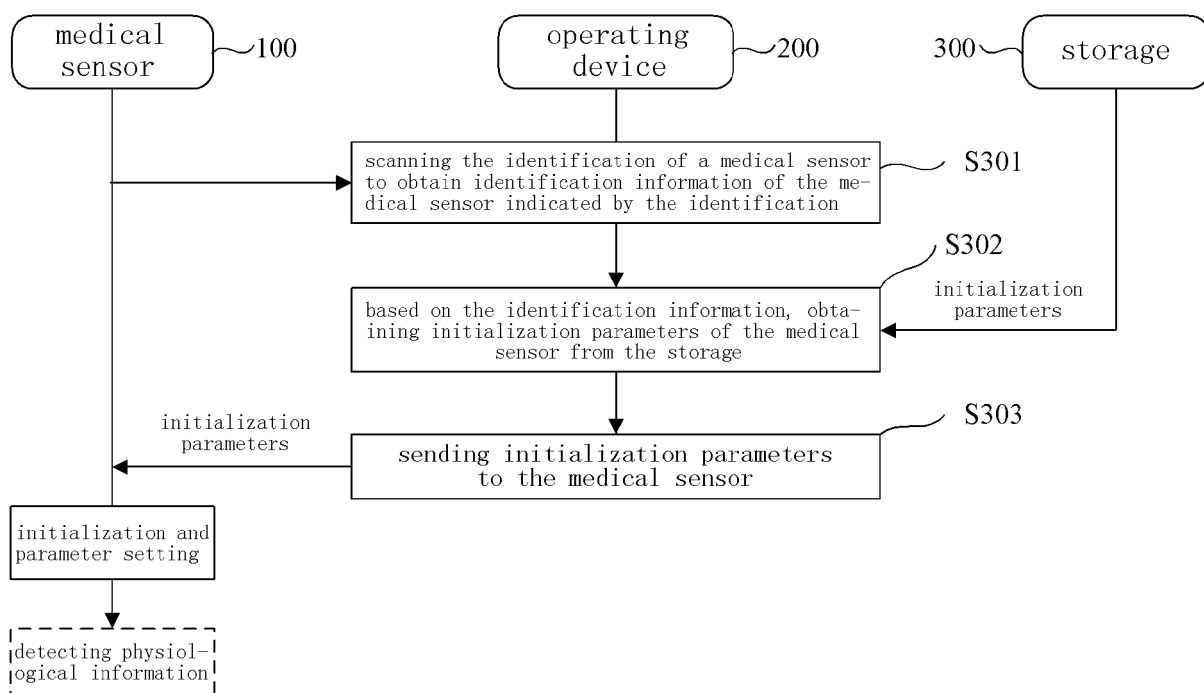 medical
sensor
100
operating
device
200
300
storage
scanning the identification of a medical sensor
to obtain identification information of the me-
dical sensor indicated by the identification
S301
S302
based on the identification information, obta-
ining initialization parameters of the medical
sensor from the storage
initialization
parameters
S303
initialization
parameters
sending initialization parameters
to the medical sensor
initialization and
parameter setting
detecting physiol-
ogical information